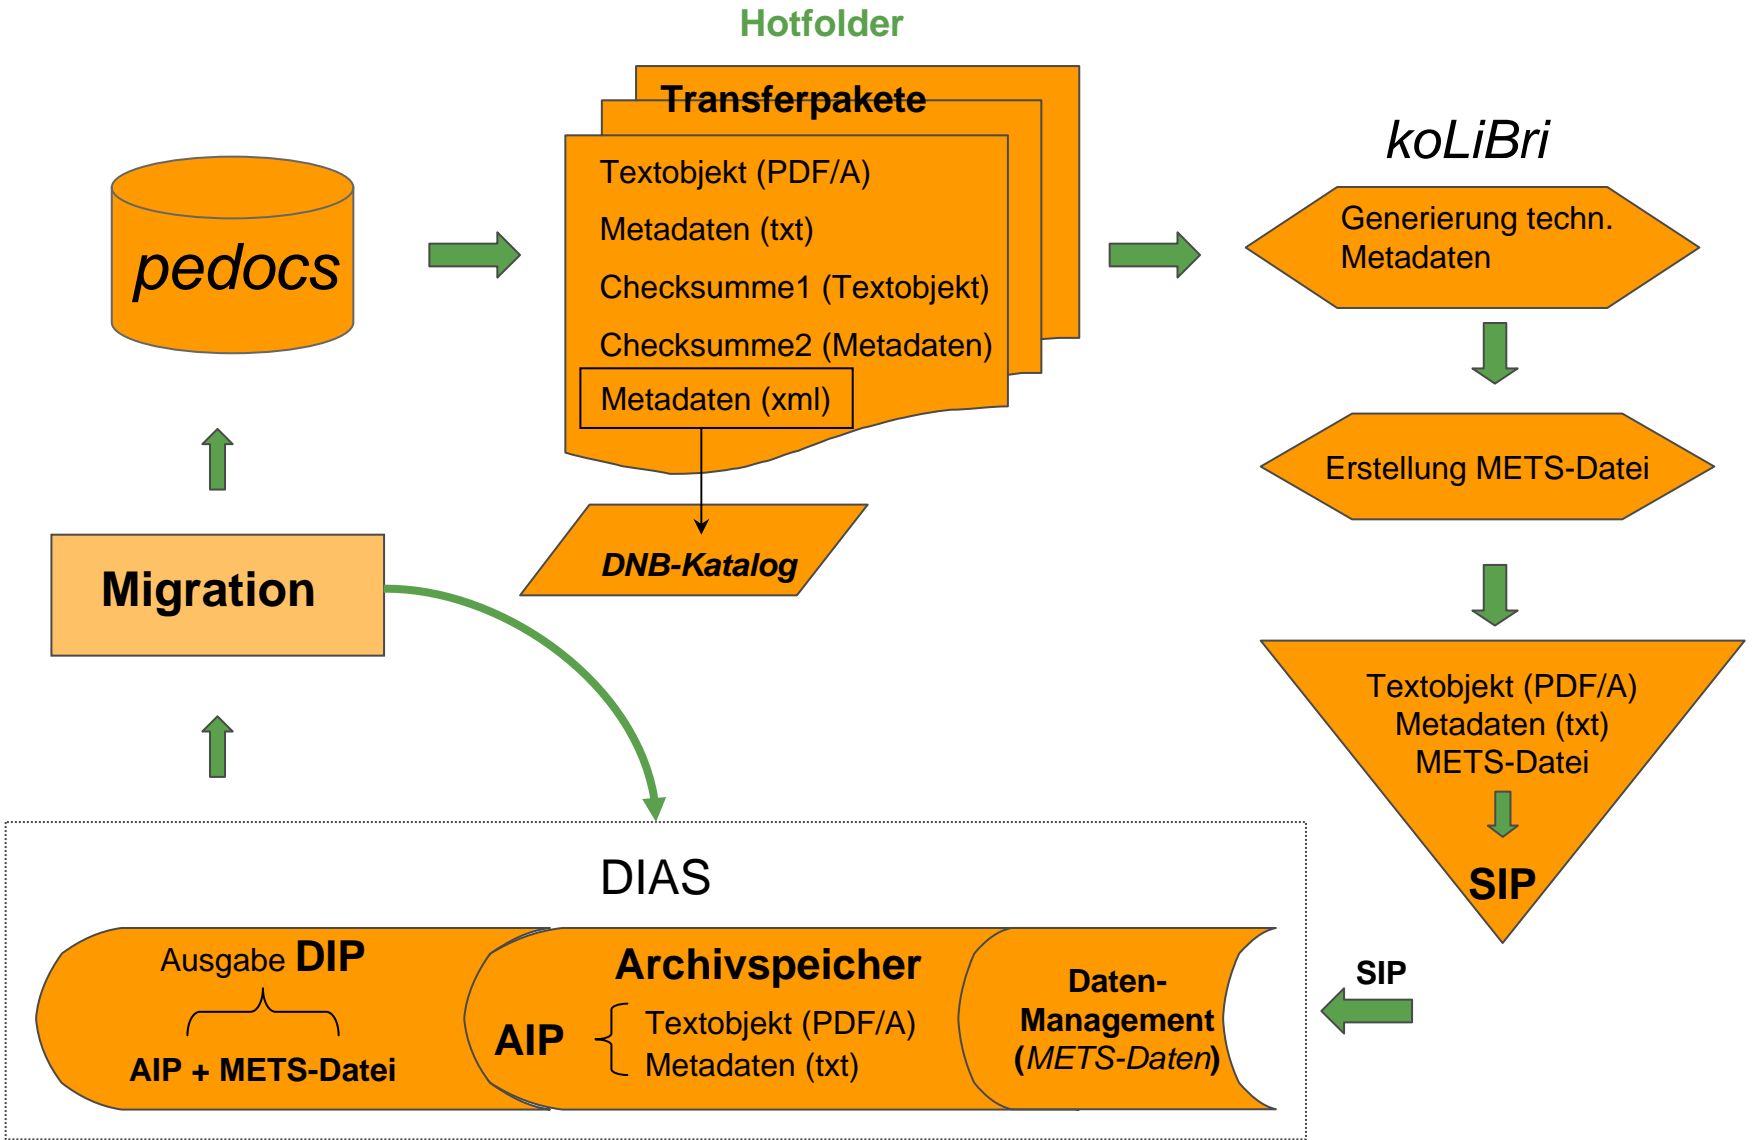 Hotfolder
Transferpakete
Textobjekt (PDF/A)
Metadaten (txt)
Checksumme1 (Textobjekt)
Checksumme2 (Metadaten)
Metadaten (xml)
pedocs
koLiBri
Generierung techn.
Metadaten
Erstellung METS-Datei
DNB-Katalog
Migration
Textobjekt (PDF/A)
Metadaten (txt)
METS-Datei
SIP
SIP
DIAS
Ausgabe DIP
AIP + METS-Datei
Archivspeicher
AIP
Textobjekt (PDF/A)
Metadaten (txt)
Daten-
Management
(METS-Daten)